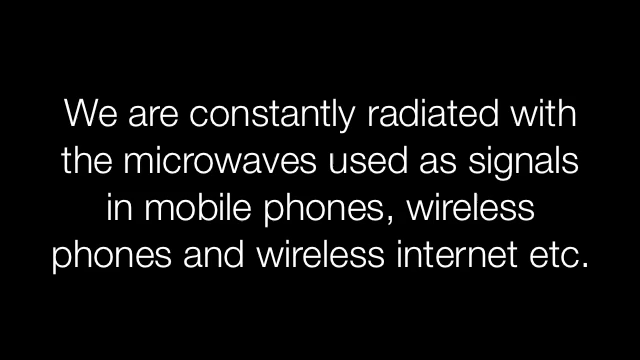 We are constantly radiated with
the microwaves used as signals
in mobile phones, wireless
phones and wireless internet etc.